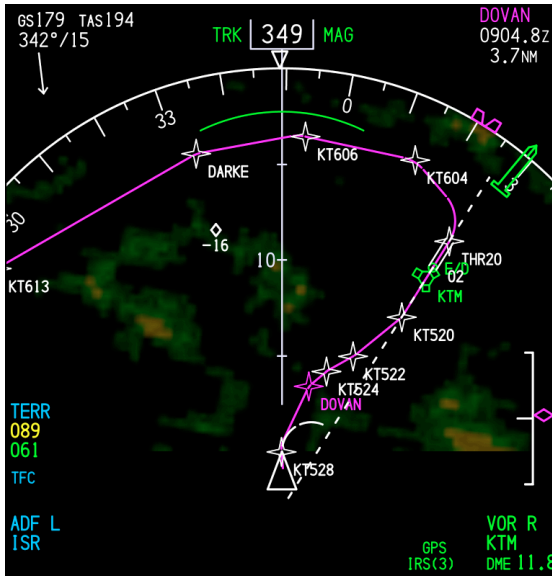 GS179 TAS194
342°/15
TRK 349 MAG
DOVAN
0904.8Z
3.7NM
33
0
3
30
DARKE
KT606
KT604
-16
10
THR20
E/D
02
KTM
KT613
KT520
KT522
KT524
DOVAN
KT528
TERR
089
061
TFC
ADF L
ISR
GPS
IRS(3)
VOR R
KTM
DME 11.8